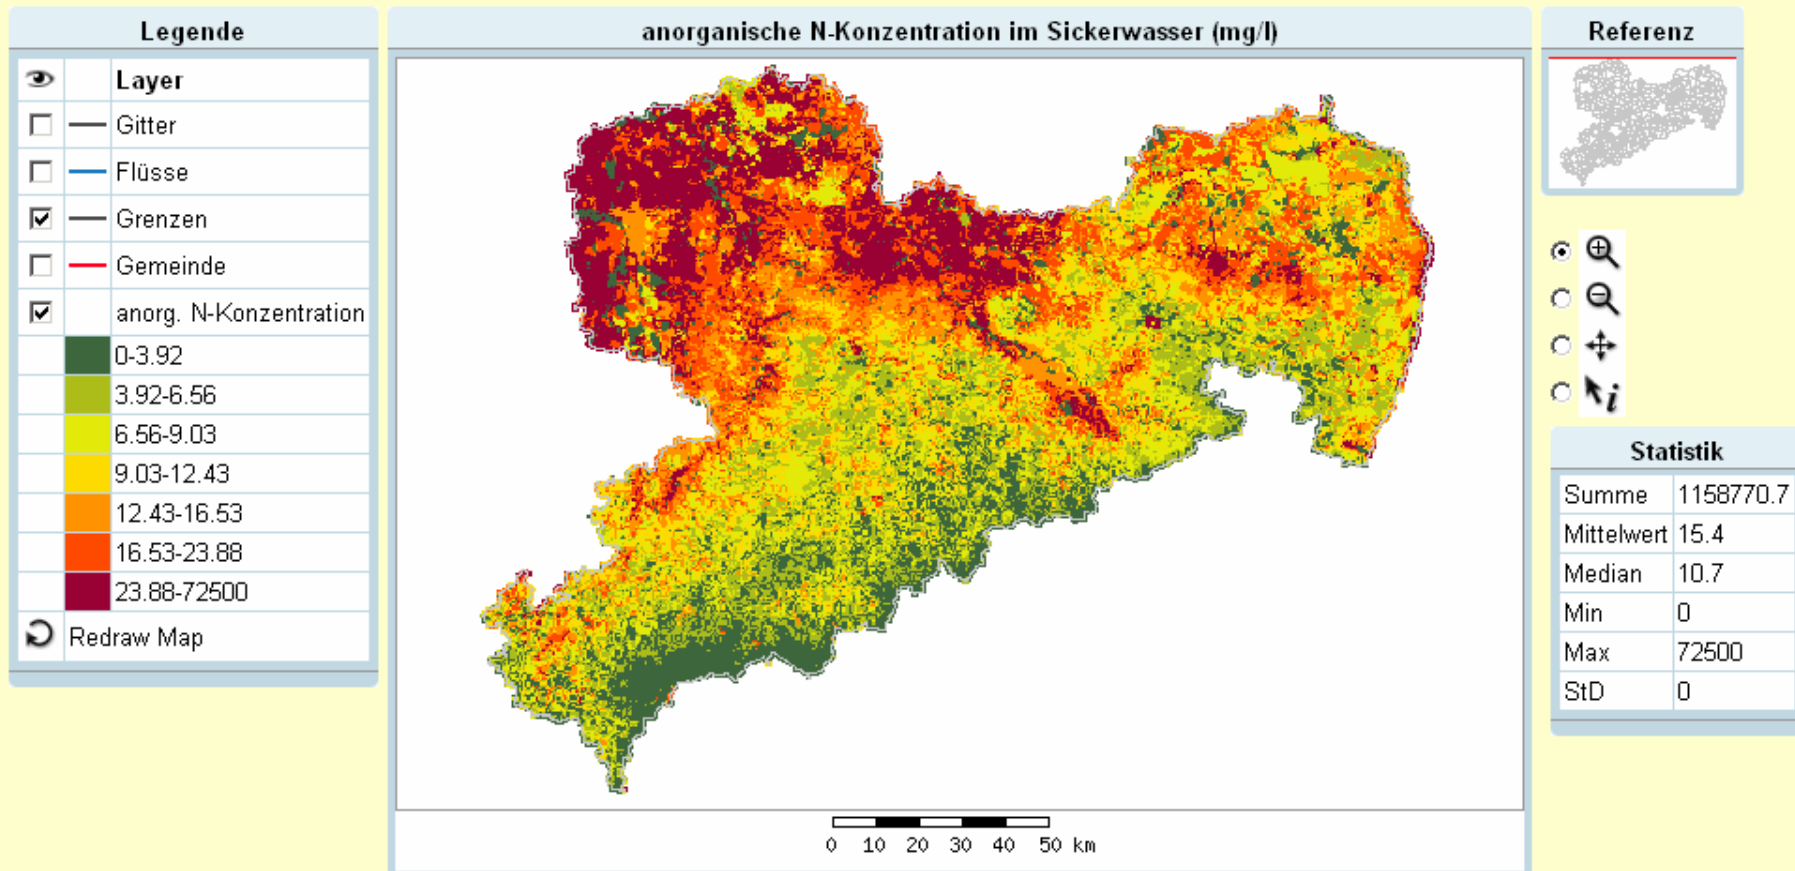 Legende
Layer
Gitter
Flüsse
Grenzen
Gemeinde
anorg. N-Konzentration
0-3.92
3.92-6.56
6.56-9.03
9.03-12.43
12.43-16.53
16.53-23.88
23.88-72500
Redraw Map
anorganische N-Konzentration im Sickerwasser (mg/l)
0 10 20 30 40 50 km
Referenz
i
Statistik
Summe 1158770.7
Mittelwert 15.4
Median 10.7
Min 0
Max 72500
StD 0